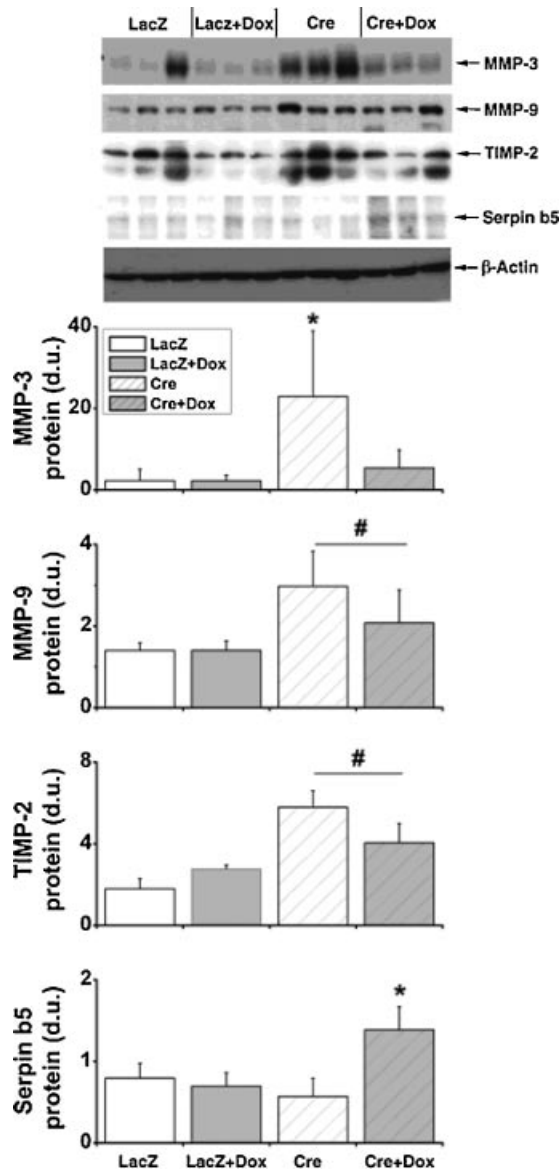 LacZ Lacz+Dox Cre Cre+Dox
MMP-3
MMP-9
TIMP-2
Serpin b5
β-Actin
MMP-3
protein (d.u.)
40
20
0
*
LacZ
LacZ+Dox
Cre
Cre+Dox
MMP-9
protein (d.u.)
4
2
0
#
TIMP-2
protein (d.u.)
8
4
0
#
Serpin b5
protein (d.u.)
2
1
0
*
LacZ LacZ+Dox Cre Cre+Dox